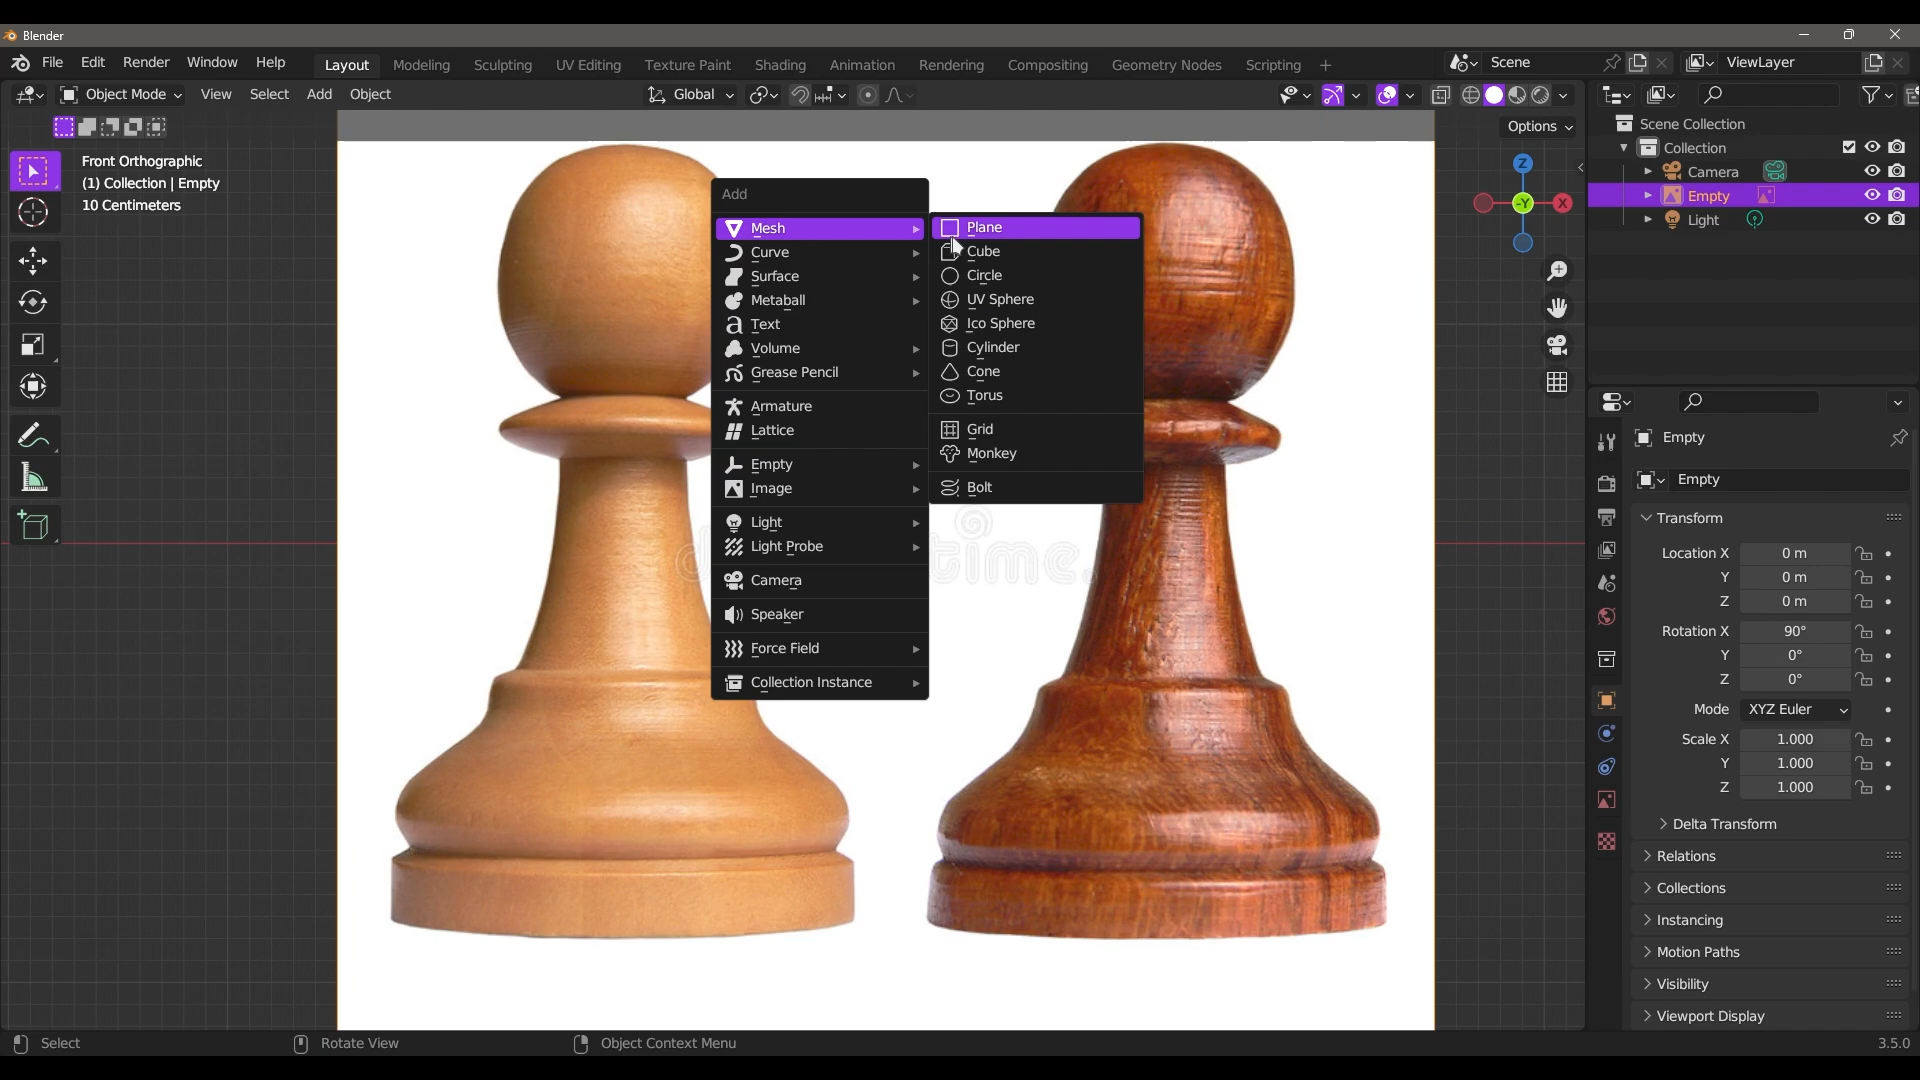 Blender
File Edit Render Window Help Layout Modeling Sculpting UV Editing Texture Paint Shading Animation Rendering Compositing Geometry Nodes Scripting + Scene ViewLayer
Object Mode View Select Add Object Global
Options
Front Orthographic
(1) Collection | Empty
10 Centimeters
Z
-Y
X
Add
Mesh
Curve
Surface
Metaball
Text
Volume
Grease Pencil
Armature
Lattice
Empty
Image
Light
Light Probe
Camera
Speaker
Force Field
Collection Instance
Plane
Cube
Circle
UV Sphere
Ico Sphere
Cylinder
Cone
Torus
Grid
Monkey
Bolt
Scene Collection
Collection
Camera
Empty
Light
Empty
Empty
Transform
Location X 0 m
Y 0 m
Z 0 m
Rotation X 90°
Y 0°
Z 0°
Mode XYZ Euler
Scale X 1.000
Y 1.000
Z 1.000
Delta Transform
Relations
Collections
Instancing
Motion Paths
Visibility
Viewport Display
Select Rotate View Object Context Menu 3.5.0